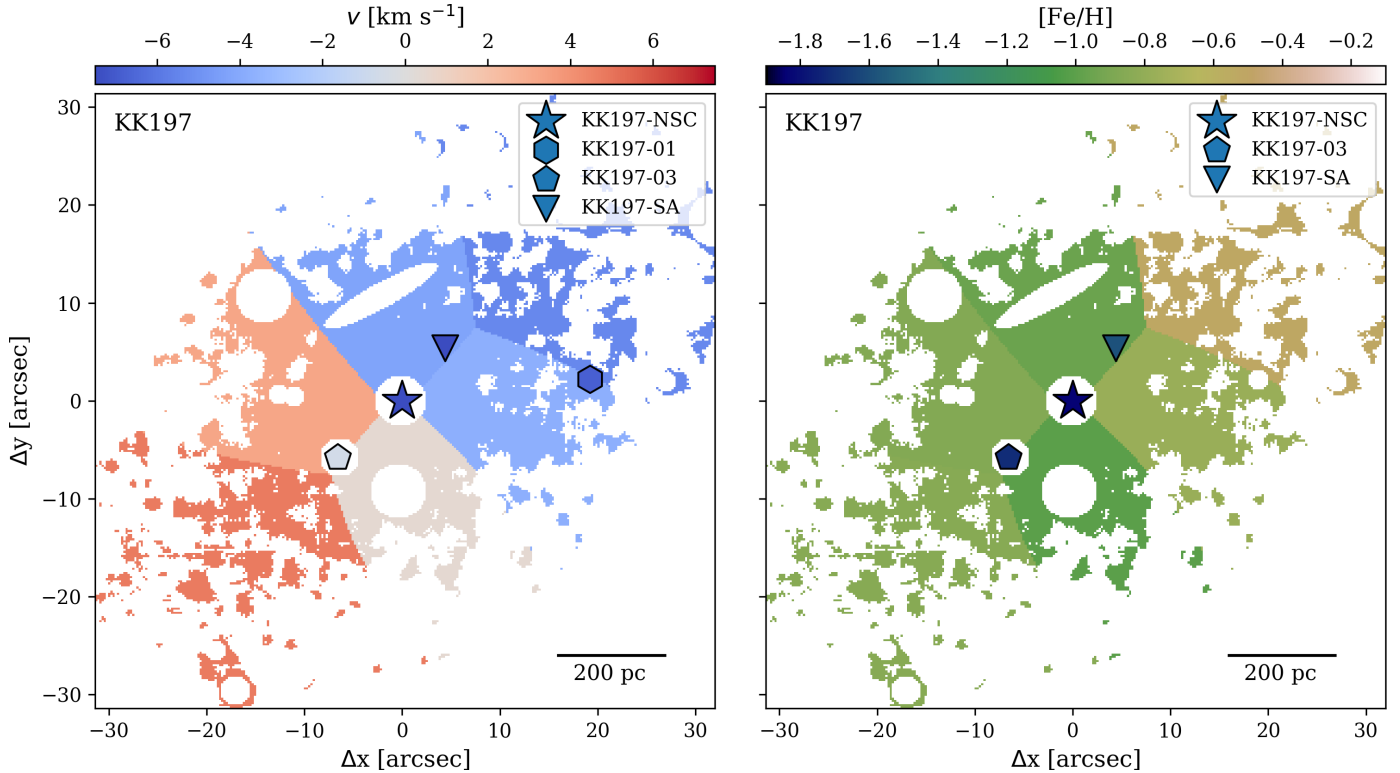 v [km s⁻¹]
−6 −4 −2 0 2 4 6
KK197
KK197-NSC
KK197-01
KK197-03
KK197-SA
30
20
10
0
−10
−20
−30
Δy [arcsec]
200 pc
−30 −20 −10 0 10 20 30
Δx [arcsec]
[Fe/H]
−1.8 −1.6 −1.4 −1.2 −1.0 −0.8 −0.6 −0.4 −0.2
KK197
KK197-NSC
KK197-03
KK197-SA
200 pc
−30 −20 −10 0 10 20 30
Δx [arcsec]